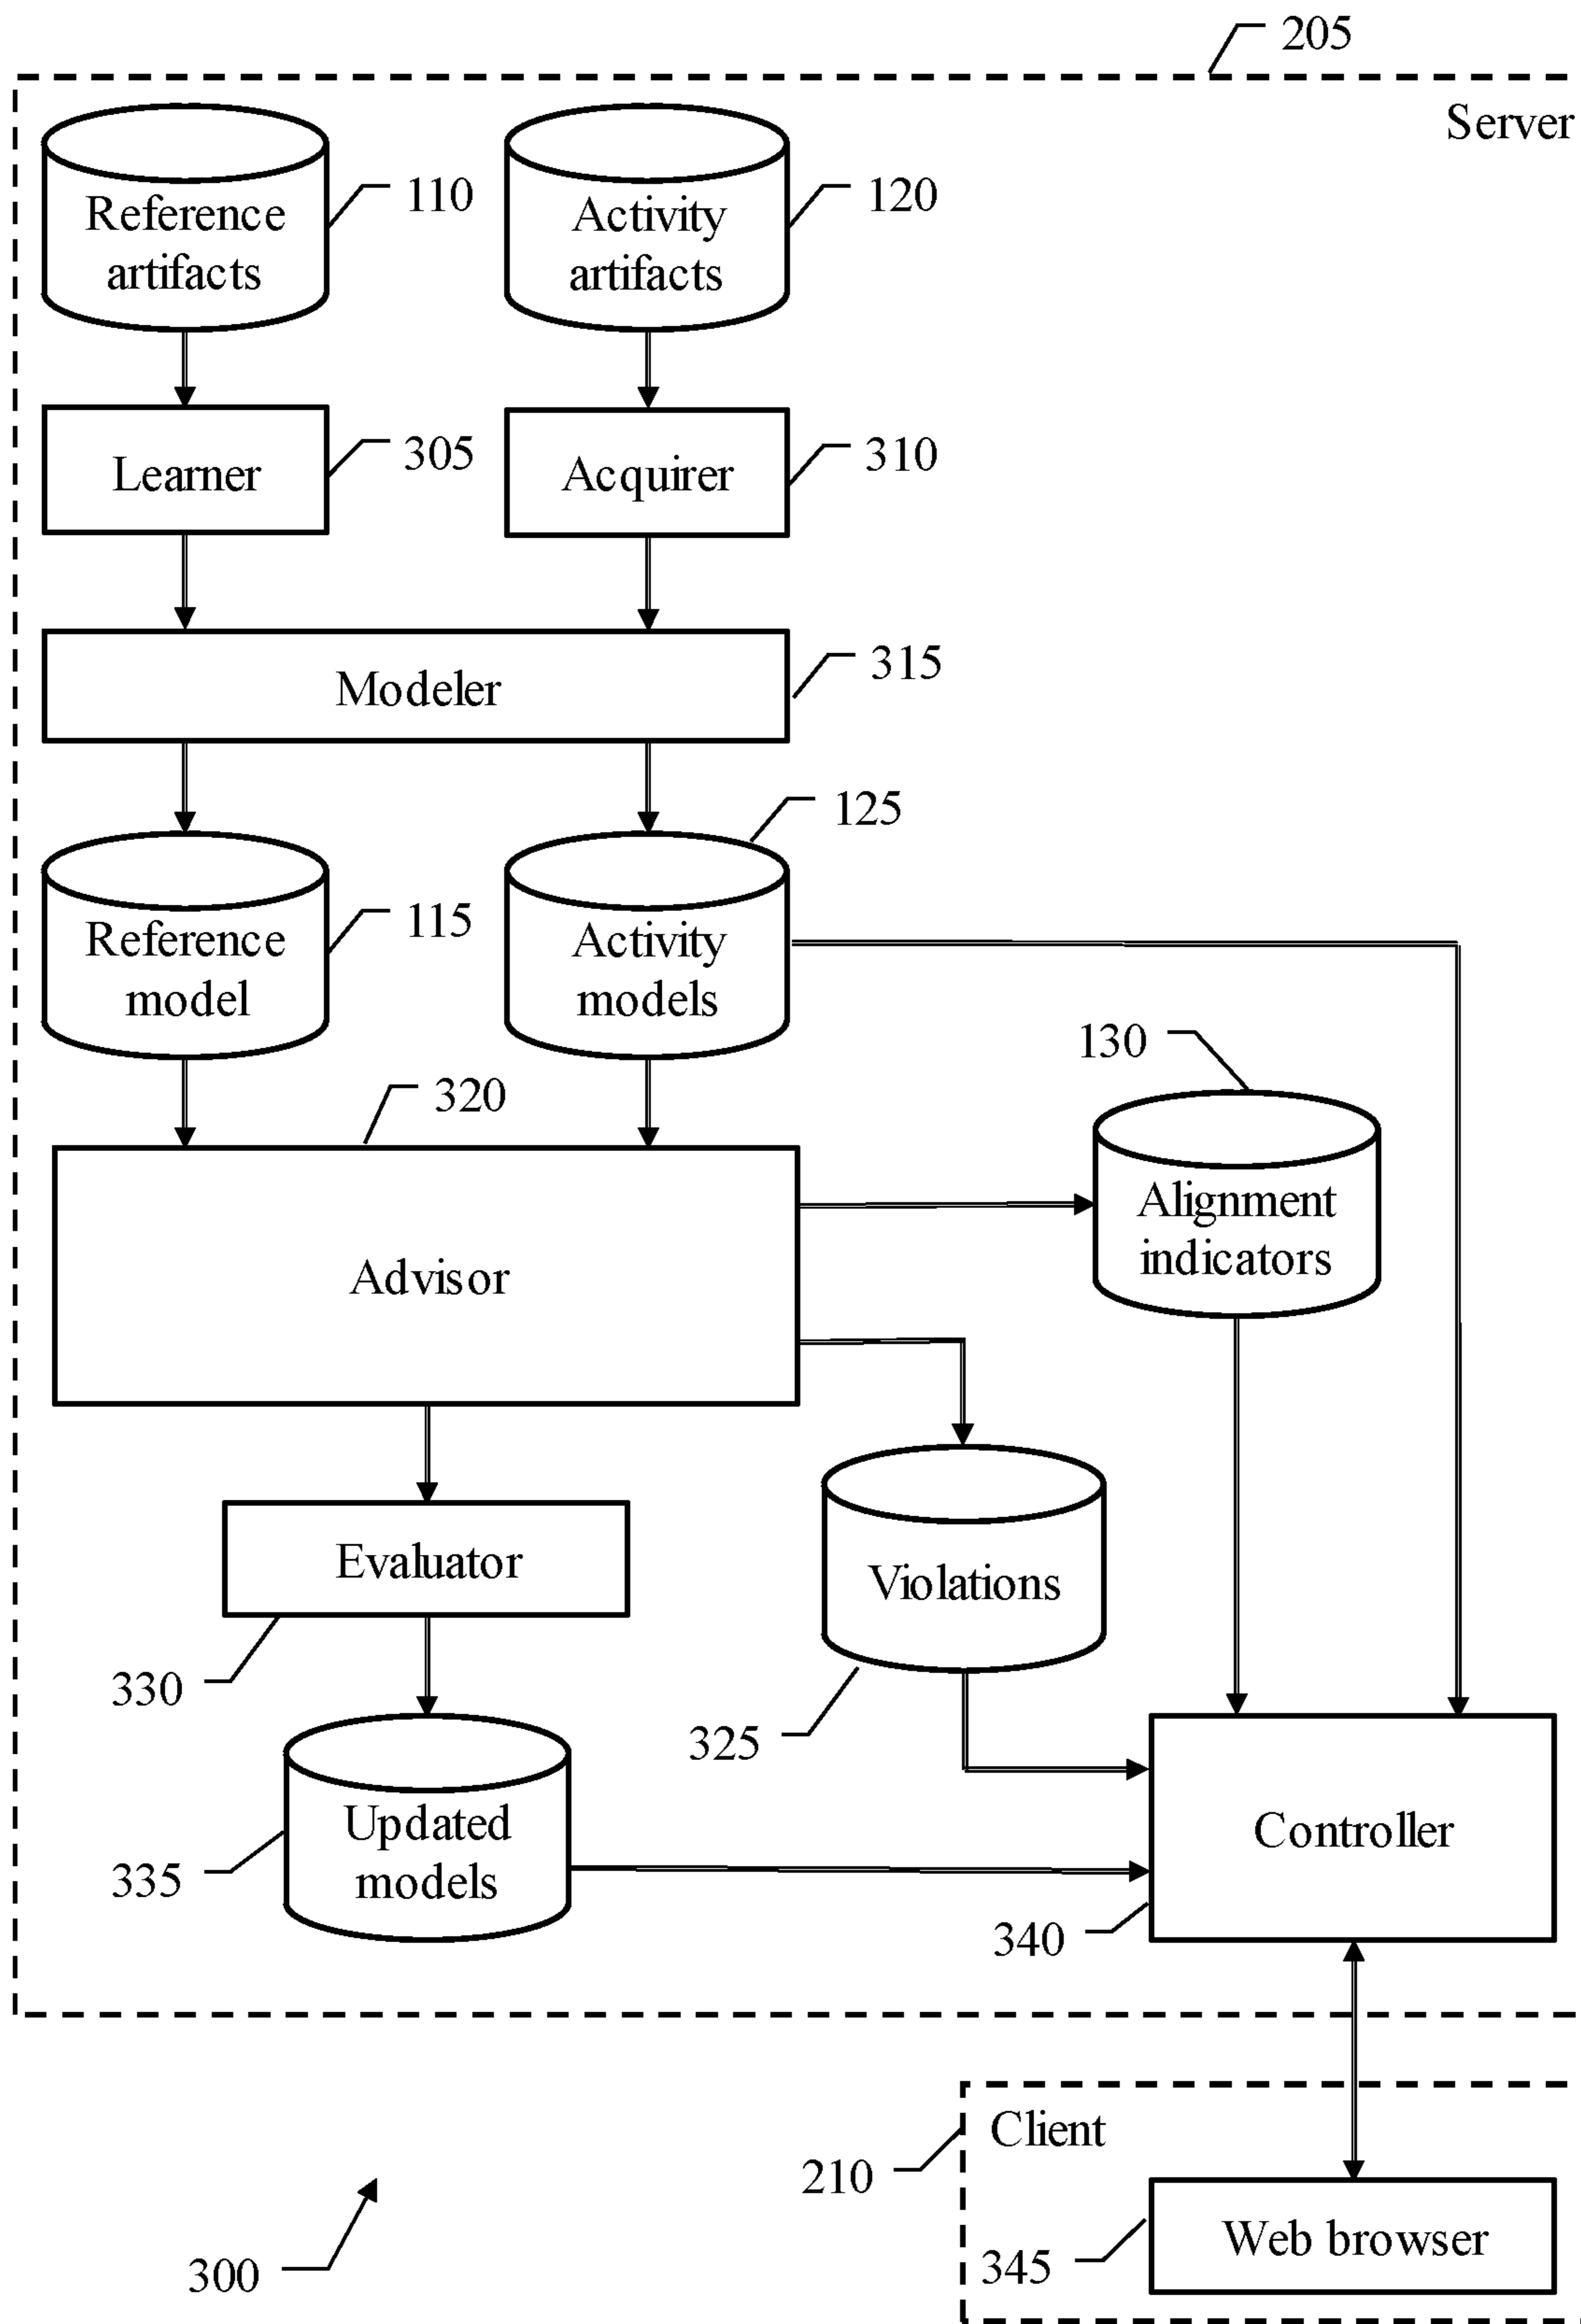 205
Server
Reference
artifacts
110
Activity
artifacts
120
Learner
305
Acquirer
310
Modeler
315
125
Reference
model
115
Activity
models
130
320
Alignment
indicators
Advisor
Evaluator
Violations
330
325
Updated
models
335
Controller
340
Client
210
Web browser
345
300